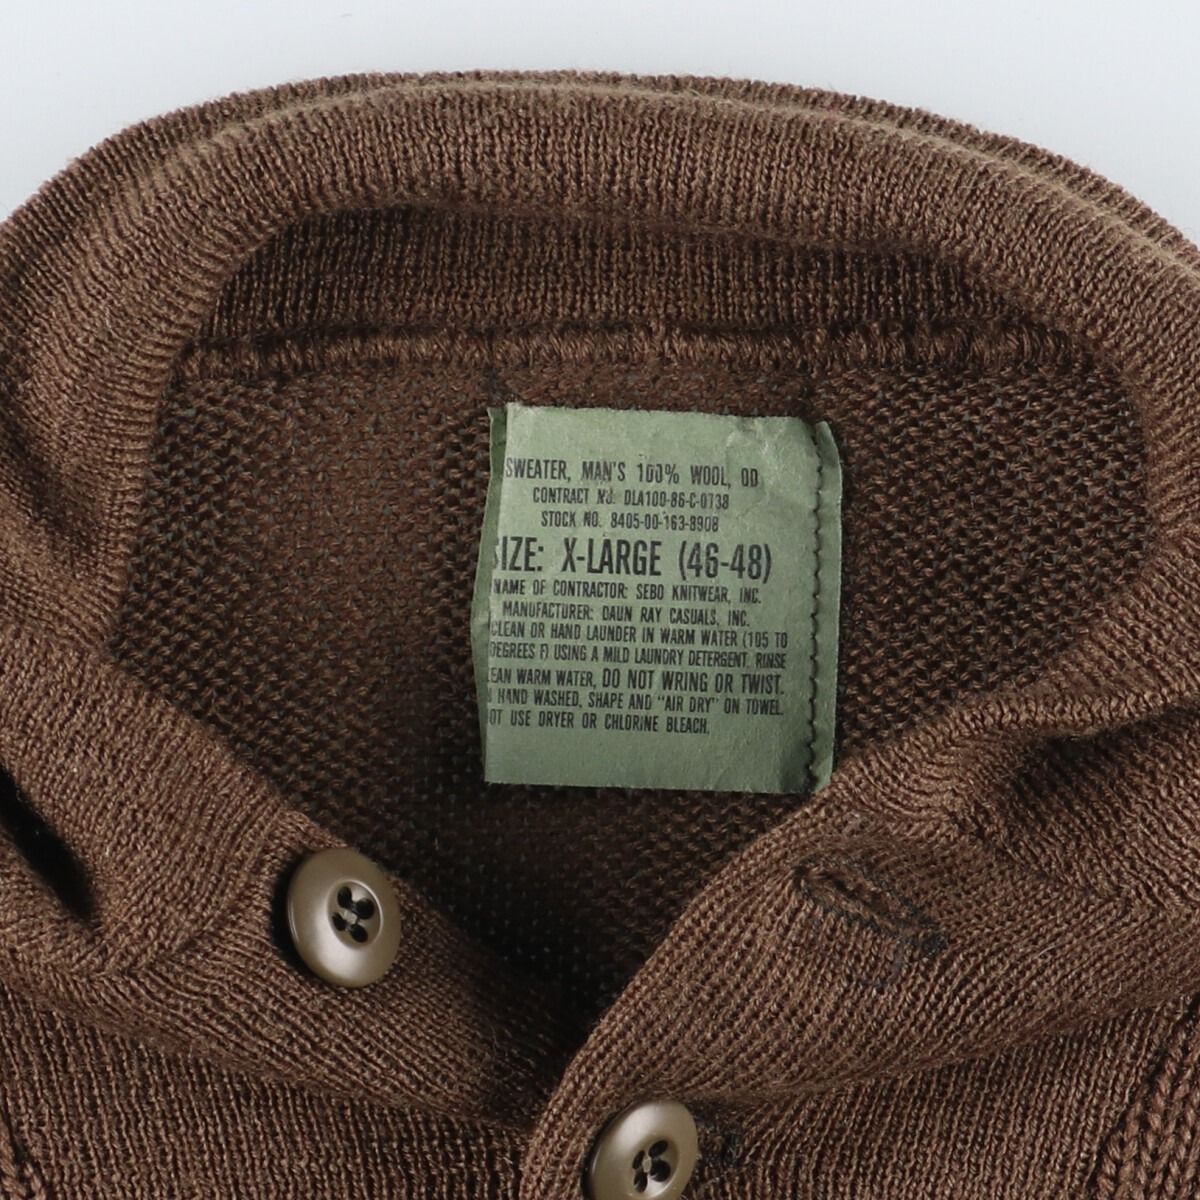 SWEATER, MAN'S 100% WOOL, OD
CONTRACT NO. DLA100-86-C-0738
STOCK NO. 8405-00-163-8908
SIZE: X-LARGE (46-48)
NAME OF CONTRACTOR: SEBO KNITWEAR, INC.
MANUFACTURER: DAUN RAY CASUALS, INC.
CLEAN OR HAND LAUNDER IN WARM WATER (105 TO
DEGREES F) USING A MILD LAUNDRY DETERGENT. RINSE
EAN WARM WATER, DO NOT WRING OR TWIST.
HAND WASHED, SHAPE AND "AIR DRY" ON TOWEL.
OT USE DRYER OR CHLORINE BLEACH.